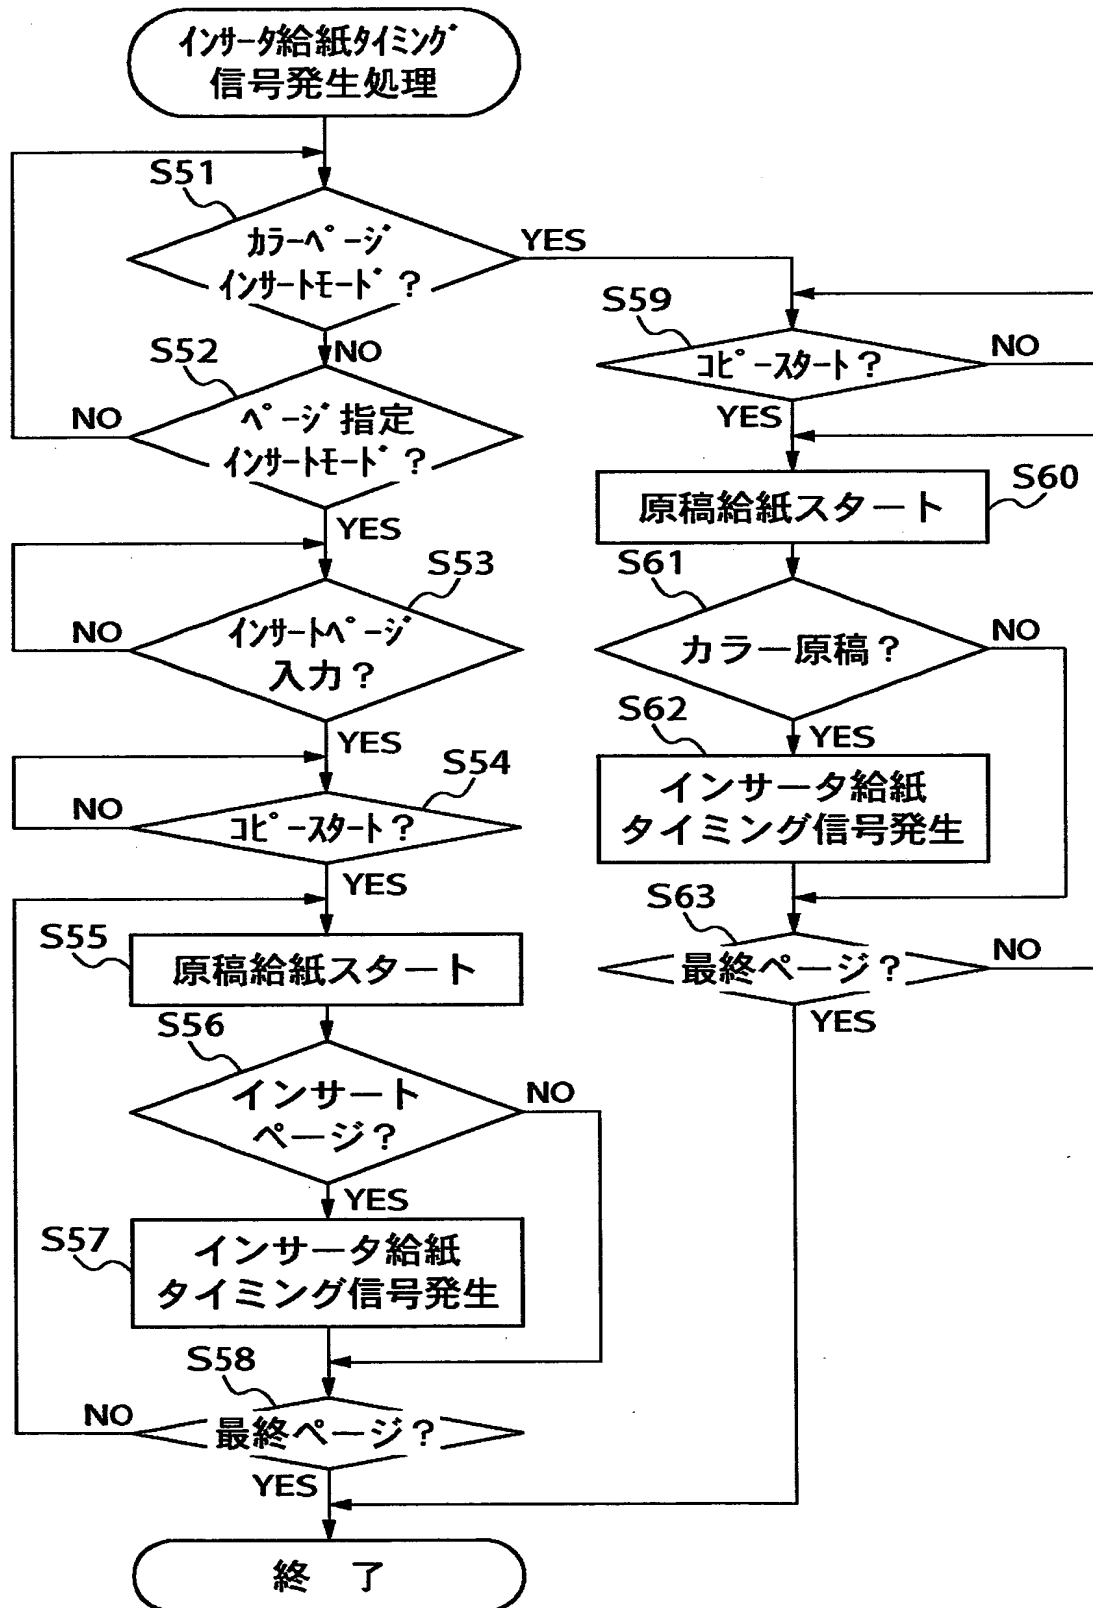 インサータ給紙タイミング
信号発生処理
S51
カラーページ
インサートモード？
YES
NO
S52
ページ指定
インサートモード？
NO
YES
S53
インサートページ
入力？
NO
YES
S54
コピースタート？
NO
YES
S55
原稿給紙スタート
S56
インサート
ページ？
NO
YES
S57
インサータ給紙
タイミング信号発生
S58
最終ページ？
NO
YES
S59
コピースタート？
NO
YES
S60
原稿給紙スタート
S61
カラー原稿？
NO
YES
S62
インサータ給紙
タイミング信号発生
S63
最終ページ？
NO
YES
終　了